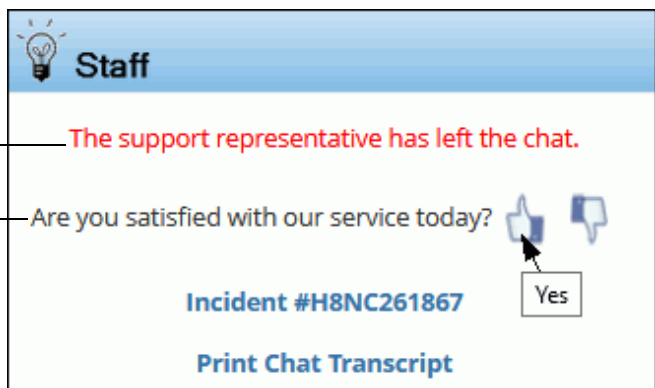 Staff
The support representative has left the chat.
Are you satisfied with our service today?
Yes
Incident #H8NC261867
Print Chat Transcript